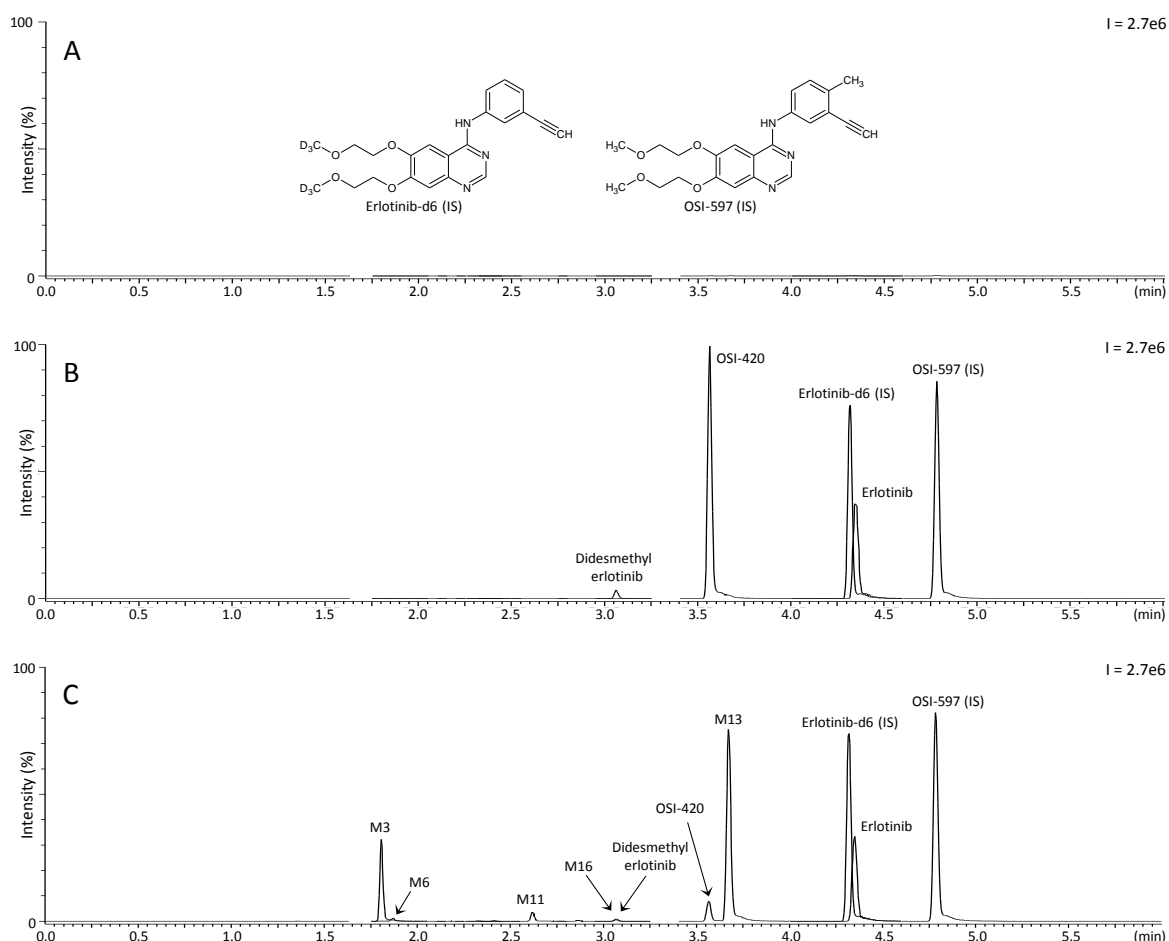 A
I = 2.7e6
100
Intensity (%)
0
CH3
HN
HN
CH
CH
D3C
O
O
N
H3C
O
O
N
D3C
O
O
N
H3C
O
O
N
Erlotinib-d6 (IS)
OSI-597 (IS)
0.0 0.5 1.0 1.5 2.0 2.5 3.0 3.5 4.0 4.5 5.0 5.5 (min)
B
I = 2.7e6
100
Intensity (%)
0
OSI-420
OSI-597 (IS)
Erlotinib-d6 (IS)
Erlotinib
Didesmethyl
erlotinib
0.0 0.5 1.0 1.5 2.0 2.5 3.0 3.5 4.0 4.5 5.0 5.5 (min)
C
I = 2.7e6
100
Intensity (%)
0
OSI-597 (IS)
M13
Erlotinib-d6 (IS)
OSI-420
M3
Erlotinib
Didesmethyl
erlotinib
M16
M6
M11
0.0 0.5 1.0 1.5 2.0 2.5 3.0 3.5 4.0 4.5 5.0 5.5 (min)